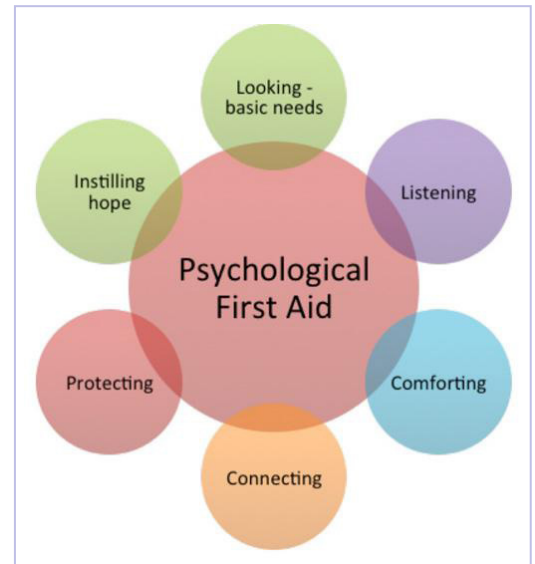 Looking -
basic needs
Instilling
hope
Listening
Psychological
First Aid
Protecting
Comforting
Connecting